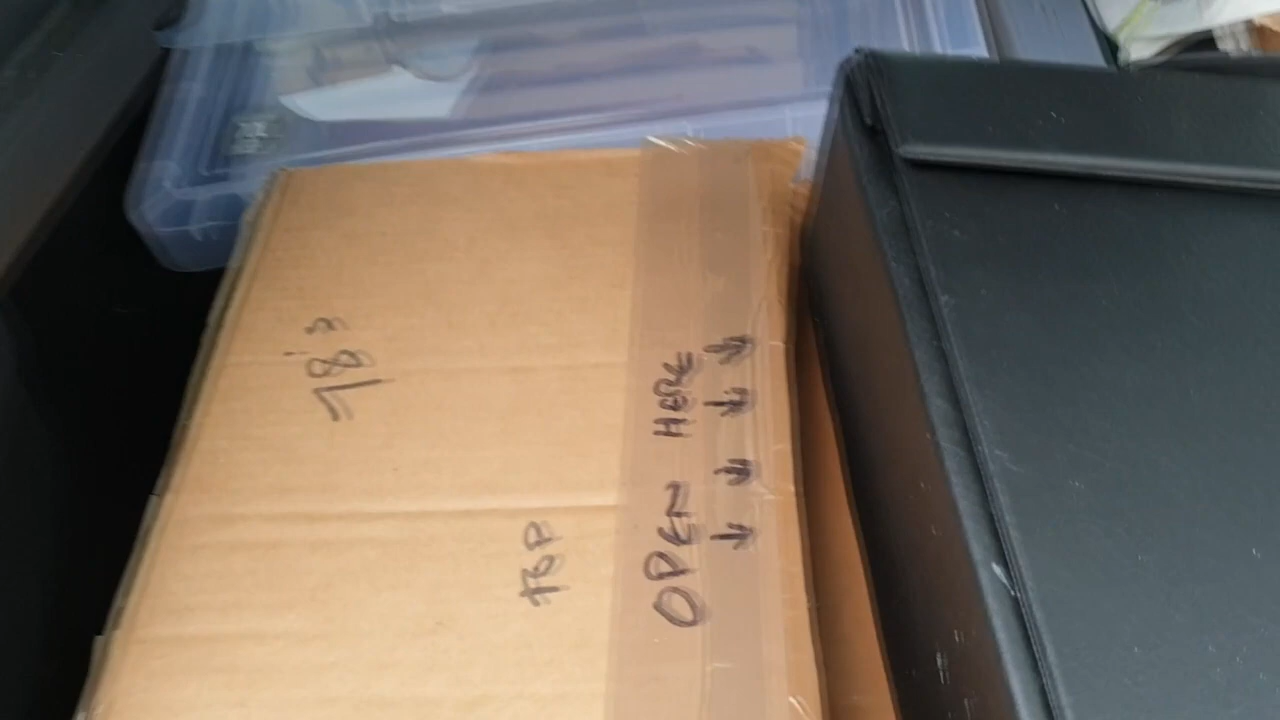 78's
TOP
OPEN HERE
↓ ↓ ↓ ↓